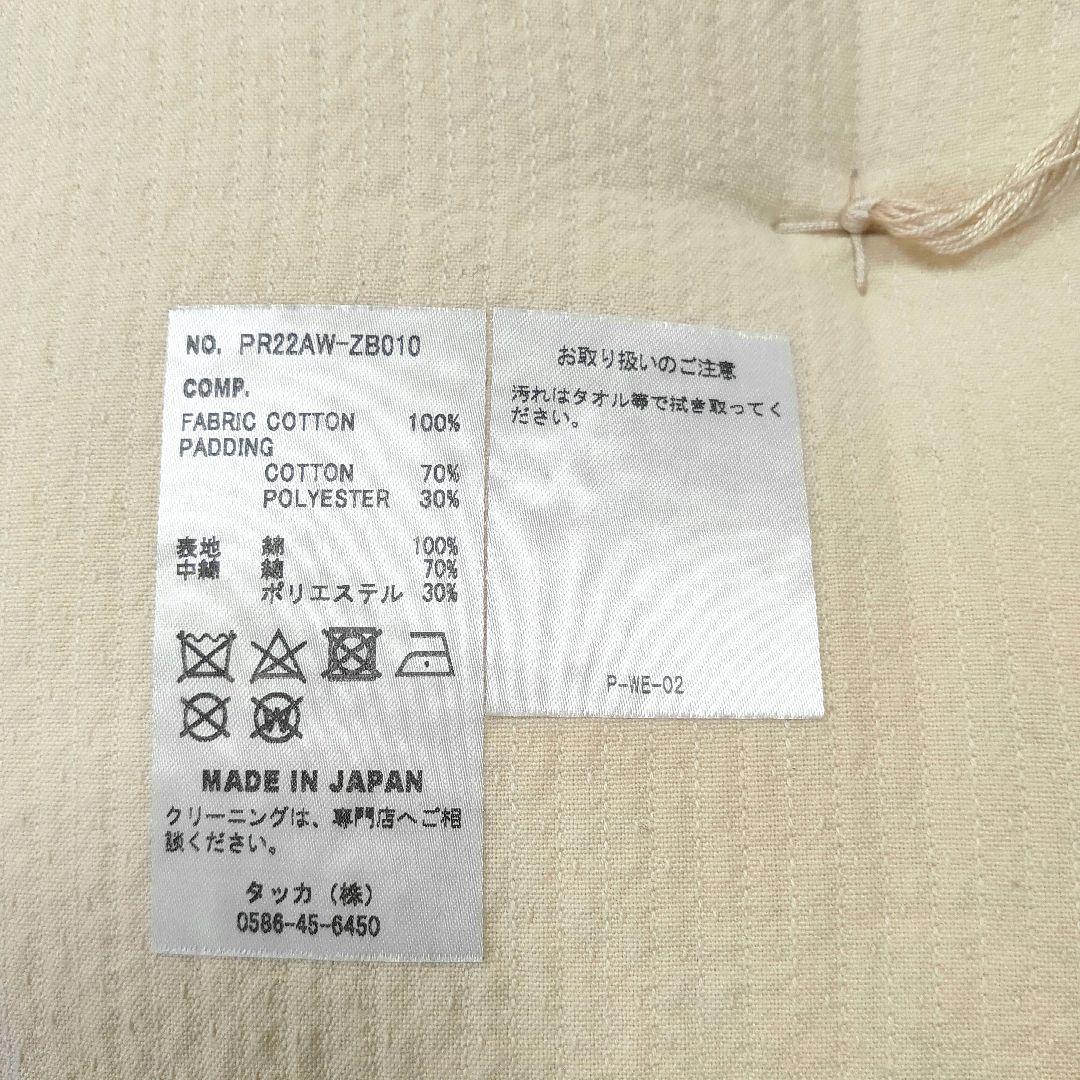 NO. PR22AW-ZB010
COMP.
FABRIC COTTON 100%
PADDING
COTTON 70%
POLYESTER 30%
表地 綿 100%
中綿 綿 70%
ポリエステル 30%
W
MADE IN JAPAN
クリーニングは、専門店へご相
談ください。
タッカ（株）
0586-45-6450
お取り扱いのご注意
汚れはタオル等で拭き取ってく
ださい。
P-WE-02